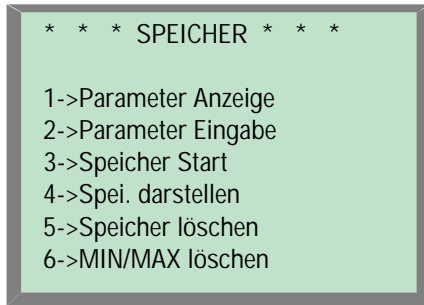 * * * SPEICHER * * *
1->Parameter Anzeige
2->Parameter Eingabe
3->Speicher Start
4->Spei. darstellen
5->Speicher löschen
6->MIN/MAX löschen